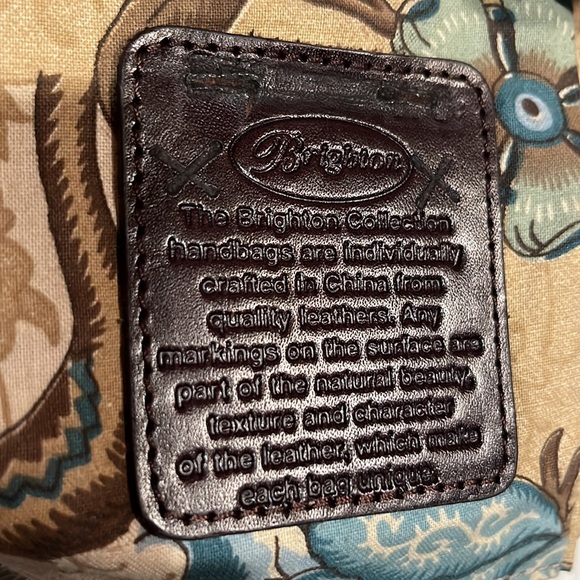 Brighton
The Brighton Collection
handbags are individually
crafted in China from
quality leathers. Any
markings on the surface are
part of the natural beauty,
texture and character
of the leather, which make
each bag unique.